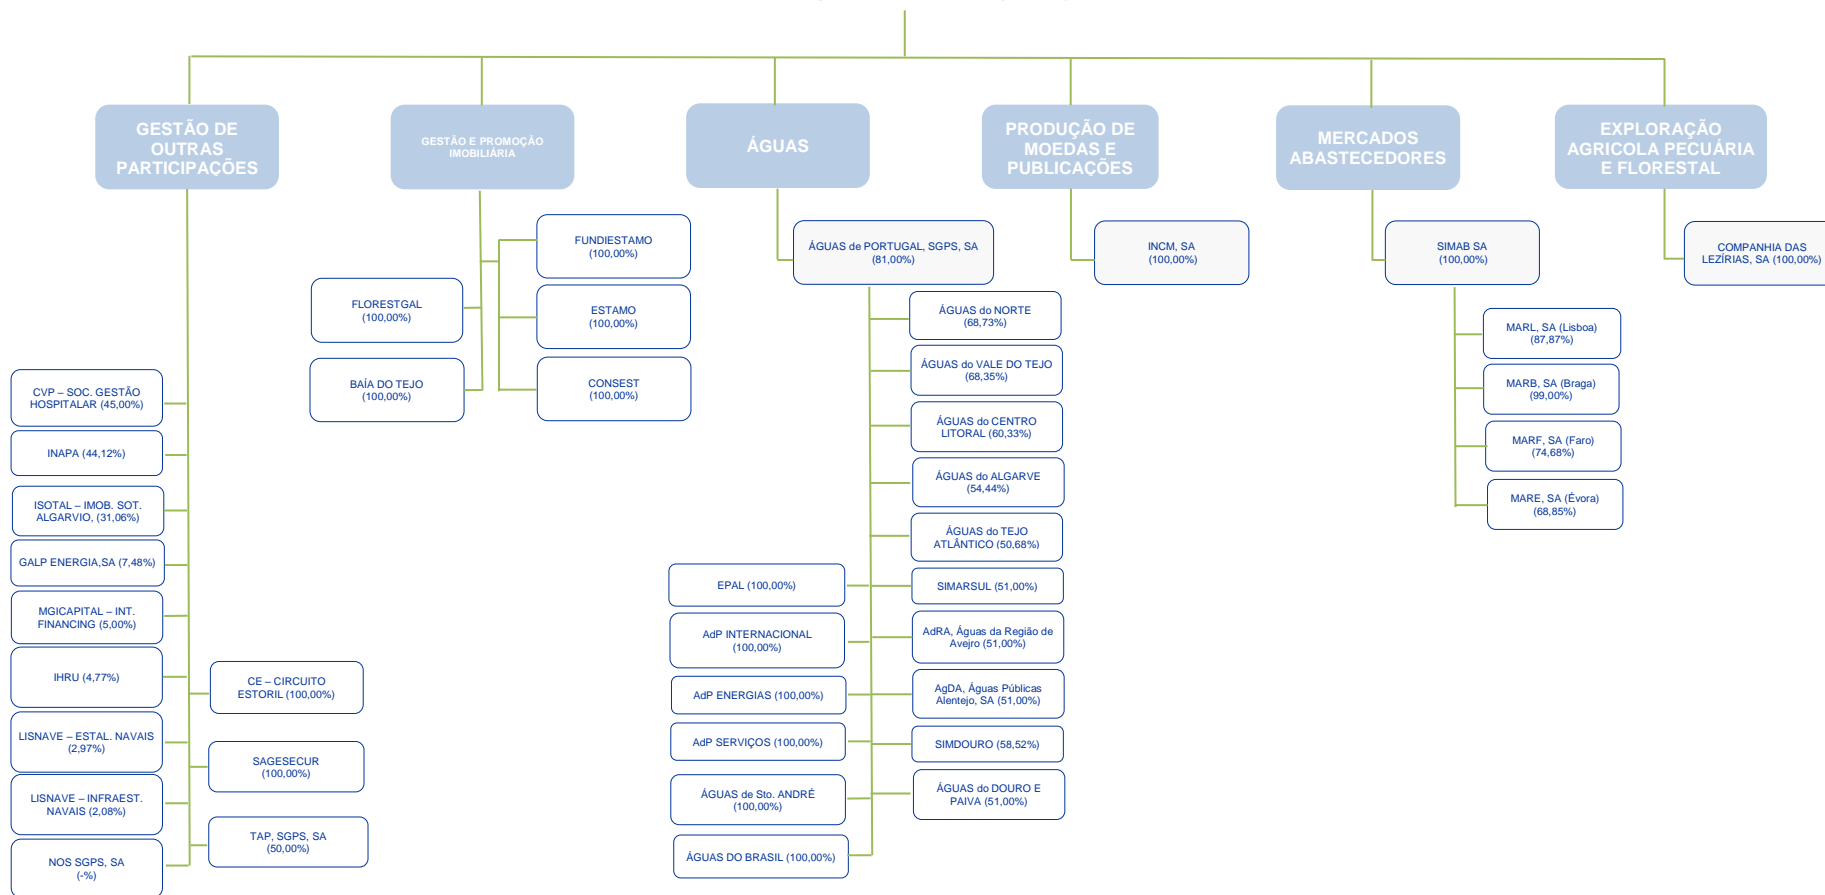 GESTÃO DE
OUTRAS
PARTICIPAÇÕES
GESTÃO E PROMOÇÃO
IMOBILIÁRIA
ÁGUAS
PRODUÇÃO DE
MOEDAS E
PUBLICAÇÕES
MERCADOS
ABASTECEDORES
EXPLORAÇÃO
AGRICOLA PECUÁRIA
E FLORESTAL
CVP – SOC. GESTÃO
HOSPITALAR (45,00%)
INAPA (44,12%)
ISOTAL – IMOB. SOT.
ALGARVIO, (31,06%)
GALP ENERGIA,SA (7,48%)
MGICAPITAL – INT.
FINANCING (5,00%)
IHRU (4,77%)
LISNAVE – ESTAL. NAVAIS
(2,97%)
LISNAVE – INFRAEST.
NAVAIS (2,08%)
NOS SGPS, SA
(-%)
CE – CIRCUITO
ESTORIL (100,00%)
SAGESECUR
(100,00%)
TAP, SGPS, SA
(50,00%)
FLORESTGAL
(100,00%)
BAÍA DO TEJO
(100,00%)
FUNDIESTAMO
(100,00%)
ESTAMO
(100,00%)
CONSEST
(100,00%)
ÁGUAS de PORTUGAL, SGPS, SA
(81,00%)
EPAL (100,00%)
AdP INTERNACIONAL
(100,00%)
AdP ENERGIAS (100,00%)
AdP SERVIÇOS (100,00%)
ÁGUAS de Sto. ANDRÉ
(100,00%)
ÁGUAS DO BRASIL (100,00%)
ÁGUAS do NORTE
(68,73%)
ÁGUAS do VALE DO TEJO
(68,35%)
ÁGUAS do CENTRO
LITORAL (60,33%)
ÁGUAS do ALGARVE
(54,44%)
ÁGUAS do TEJO
ATLÂNTICO (50,68%)
SIMARSUL (51,00%)
AdRA, Águas da Região de
Avejro (51,00%)
AgDA, Águas Públicas
Alentejo, SA (51,00%)
SIMDOURO (58,52%)
ÁGUAS do DOURO E
PAIVA (51,00%)
INCM, SA
(100,00%)
SIMAB SA
(100,00%)
MARL, SA (Lisboa)
(87,87%)
MARB, SA (Braga)
(99,00%)
MARF, SA (Faro)
(74,68%)
MARE, SA (Évora)
(68,85%)
COMPANHIA DAS
LEZÍRIAS, SA (100,00%)